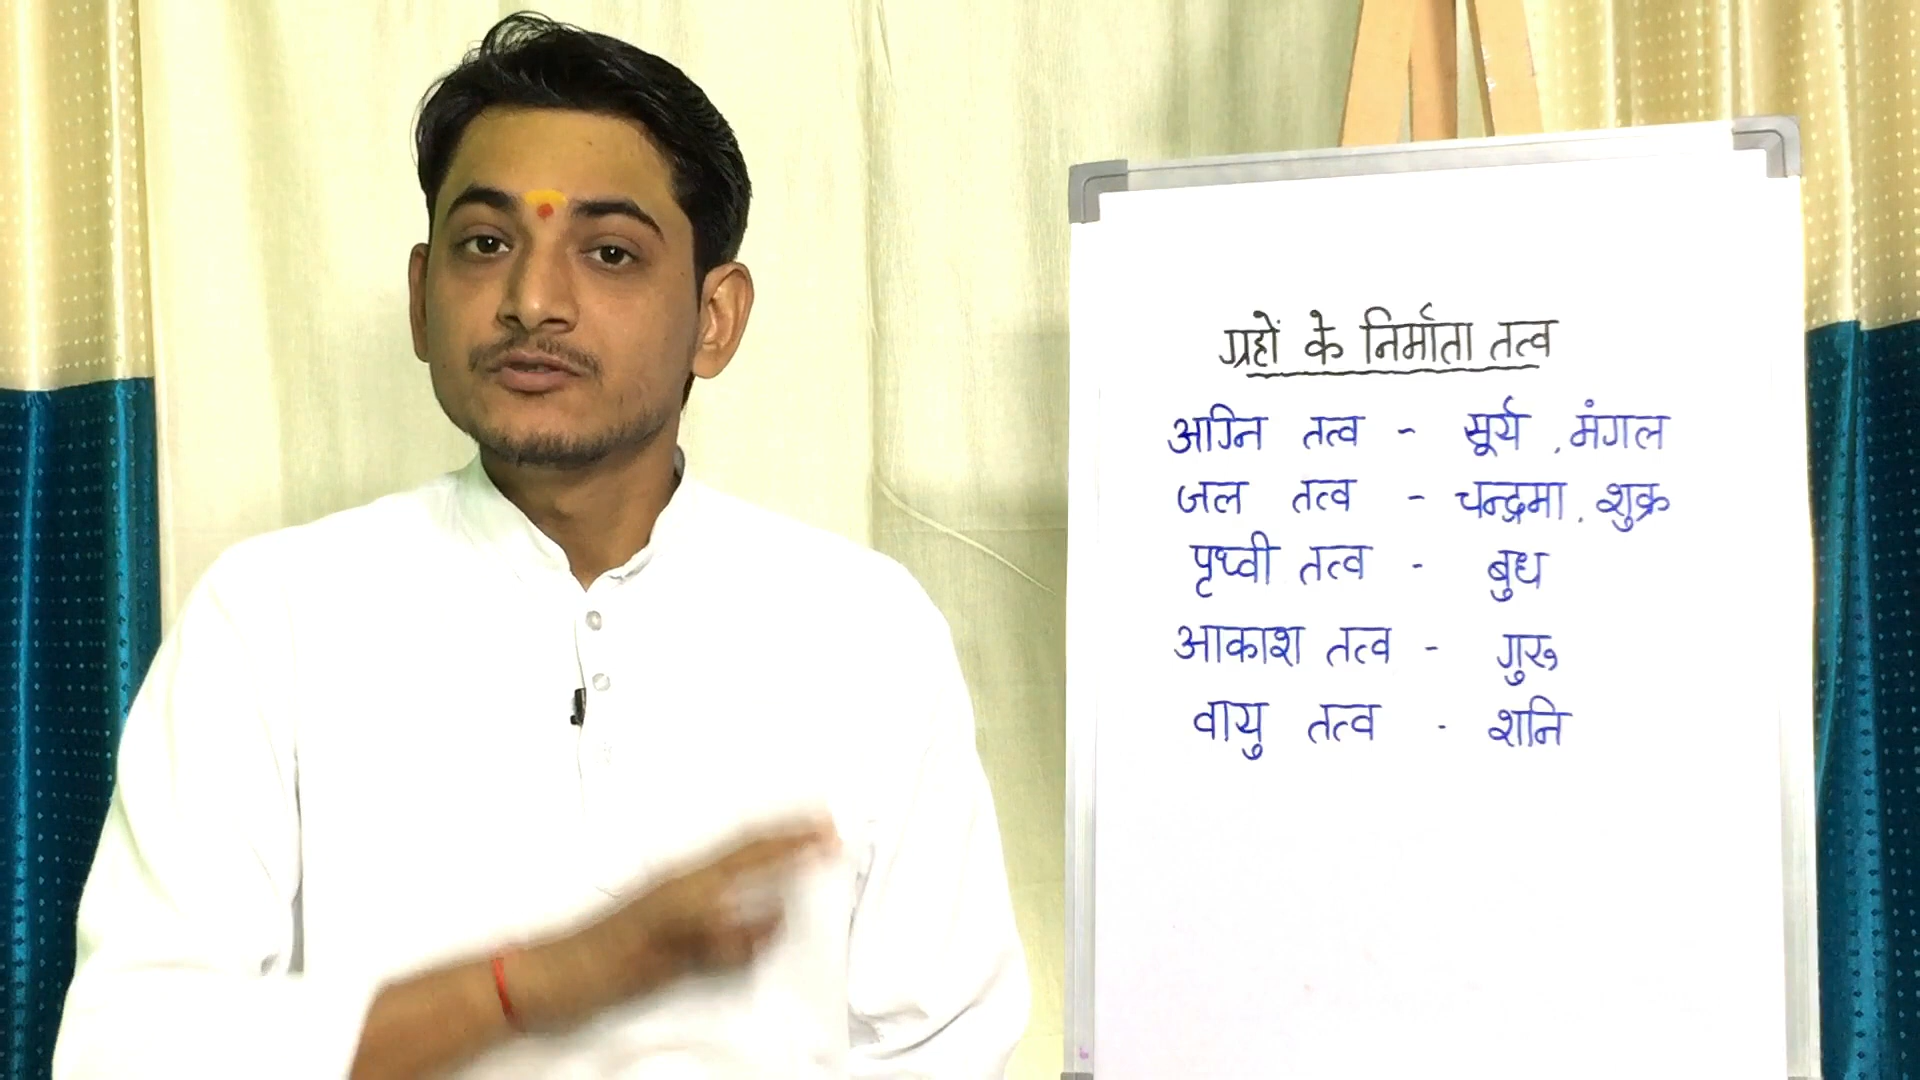 ग्रहों के निर्माता तत्व
अग्नि तत्व - सूर्य , मंगल
जल तत्व - चन्द्रमा , शुक्र
पृथ्वी तत्व - बुध
आकाश तत्व - गुरु
वायु तत्व - शनि